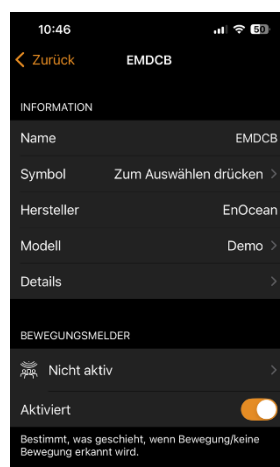 10:46
50
Zurück
EMDCB
INFORMATION
Name EMDCB
Symbol Zum Auswählen drücken
Hersteller EnOcean
Modell Demo
Details
BEWEGUNGSMELDER
Nicht aktiv
Aktiviert
Bestimmt, was geschieht, wenn Bewegung/keine
Bewegung erkannt wird.